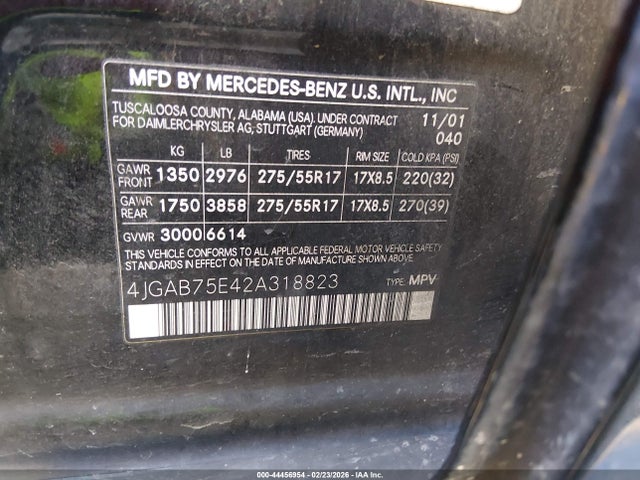 MFD BY MERCEDES-BENZ U.S. INTL., INC
TUSCALOOSA COUNTY, ALABAMA (USA). UNDER CONTRACT 11/01
FOR DAIMLERCHRYSLER AG, STUTTGART (GERMANY) 040
KG LB TIRES RIM SIZE COLD KPA (PSI)
GAWR FRONT 1350 2976 275/55R17 17X8.5 220(32)
GAWR REAR 1750 3858 275/55R17 17X8.5 270(39)
GVWR 3000 6614
THIS VEHICLE CONFORMS TO ALL APPLICABLE FEDERAL MOTOR VEHICLE SAFETY
STANDARDS IN EFFECT ON THE DATE OF MANUFACTURE SHOWN ABOVE.
4JGAB75E42A318823 TYPE: MPV
000-44456954 | 02/23/2026 | Copyright © IAA, Inc.